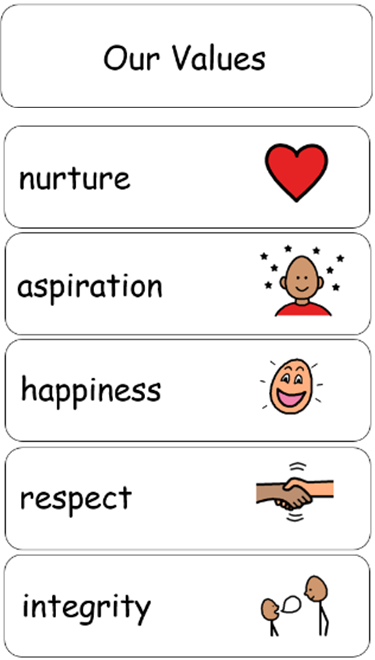 Our Values
nurture
aspiration
happiness
respect
integrity